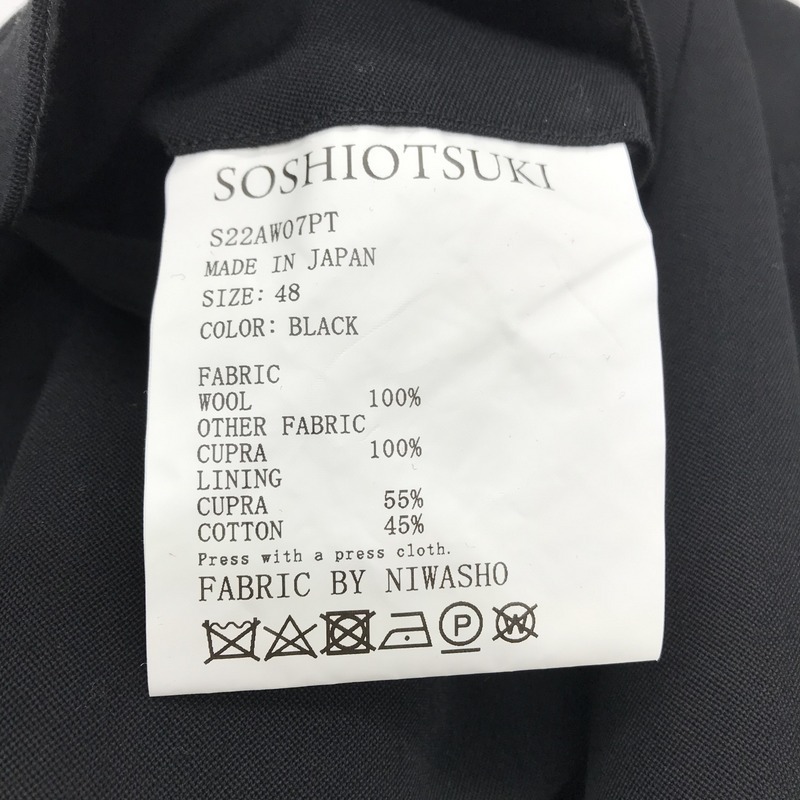 SOSHIOTSUKI
S22AW07PT
MADE IN JAPAN
SIZE: 48
COLOR: BLACK
FABRIC
WOOL 100%
OTHER FABRIC
CUPRA 100%
LINING
CUPRA 55%
COTTON 45%
Press with a press cloth.
FABRIC BY NIWASHO
P W